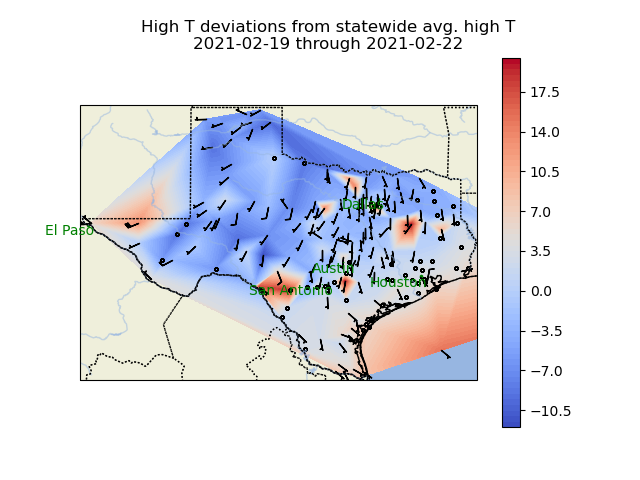 High T deviations from statewide avg. high T
2021-02-19 through 2021-02-22
17.5
14.0
10.5
7.0
3.5
0.0
−3.5
−7.0
−10.5
Dallas
El Paso
Austin
San Antonio
Houston